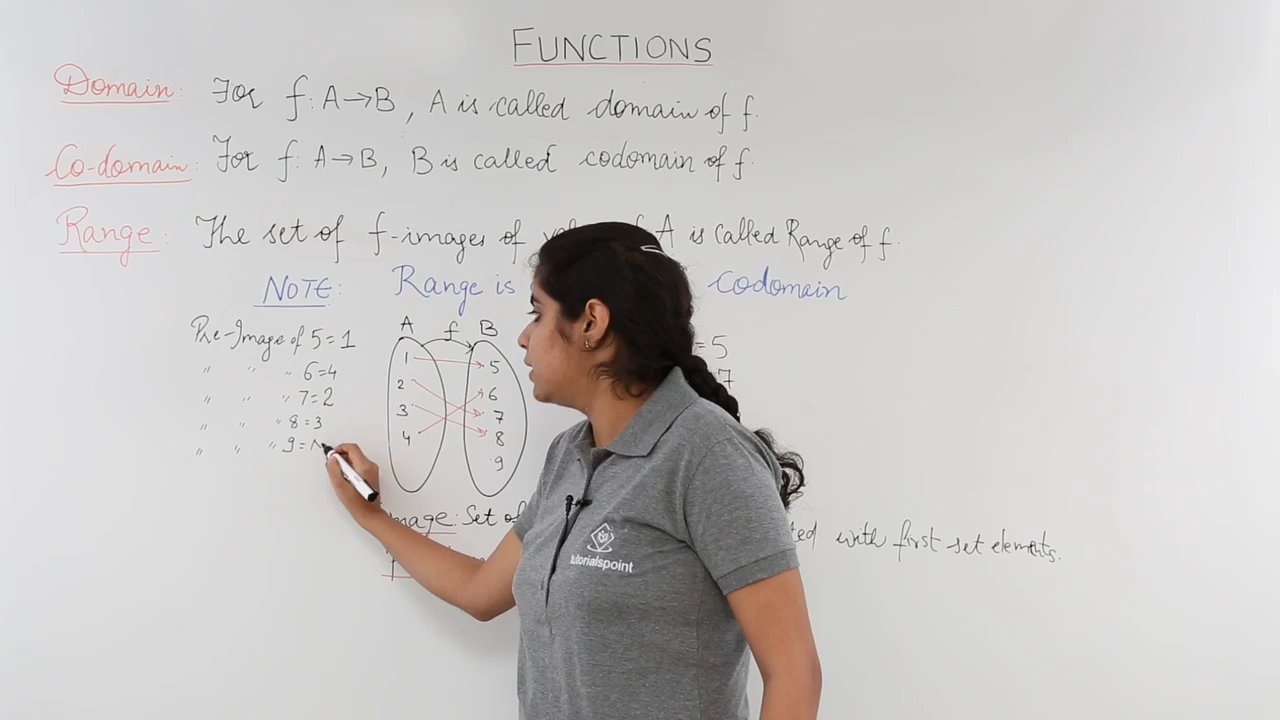 FUNCTIONS
Domain: For f: A→B, A is called domain of f.
Co-domain: For f: A→B, B is called codomain of f.
Range: The set of f-images of A is called Range of f.
NOTE: Range is codomain
Pre-Image of 5=1
" " " 6=4
" " " 7=2
" " " 8=3
" " " 9=N
A f B
1 5
2 6
3 7
4 8
9
=5
7
mage: Set of with first set elements.
tutorialspoint